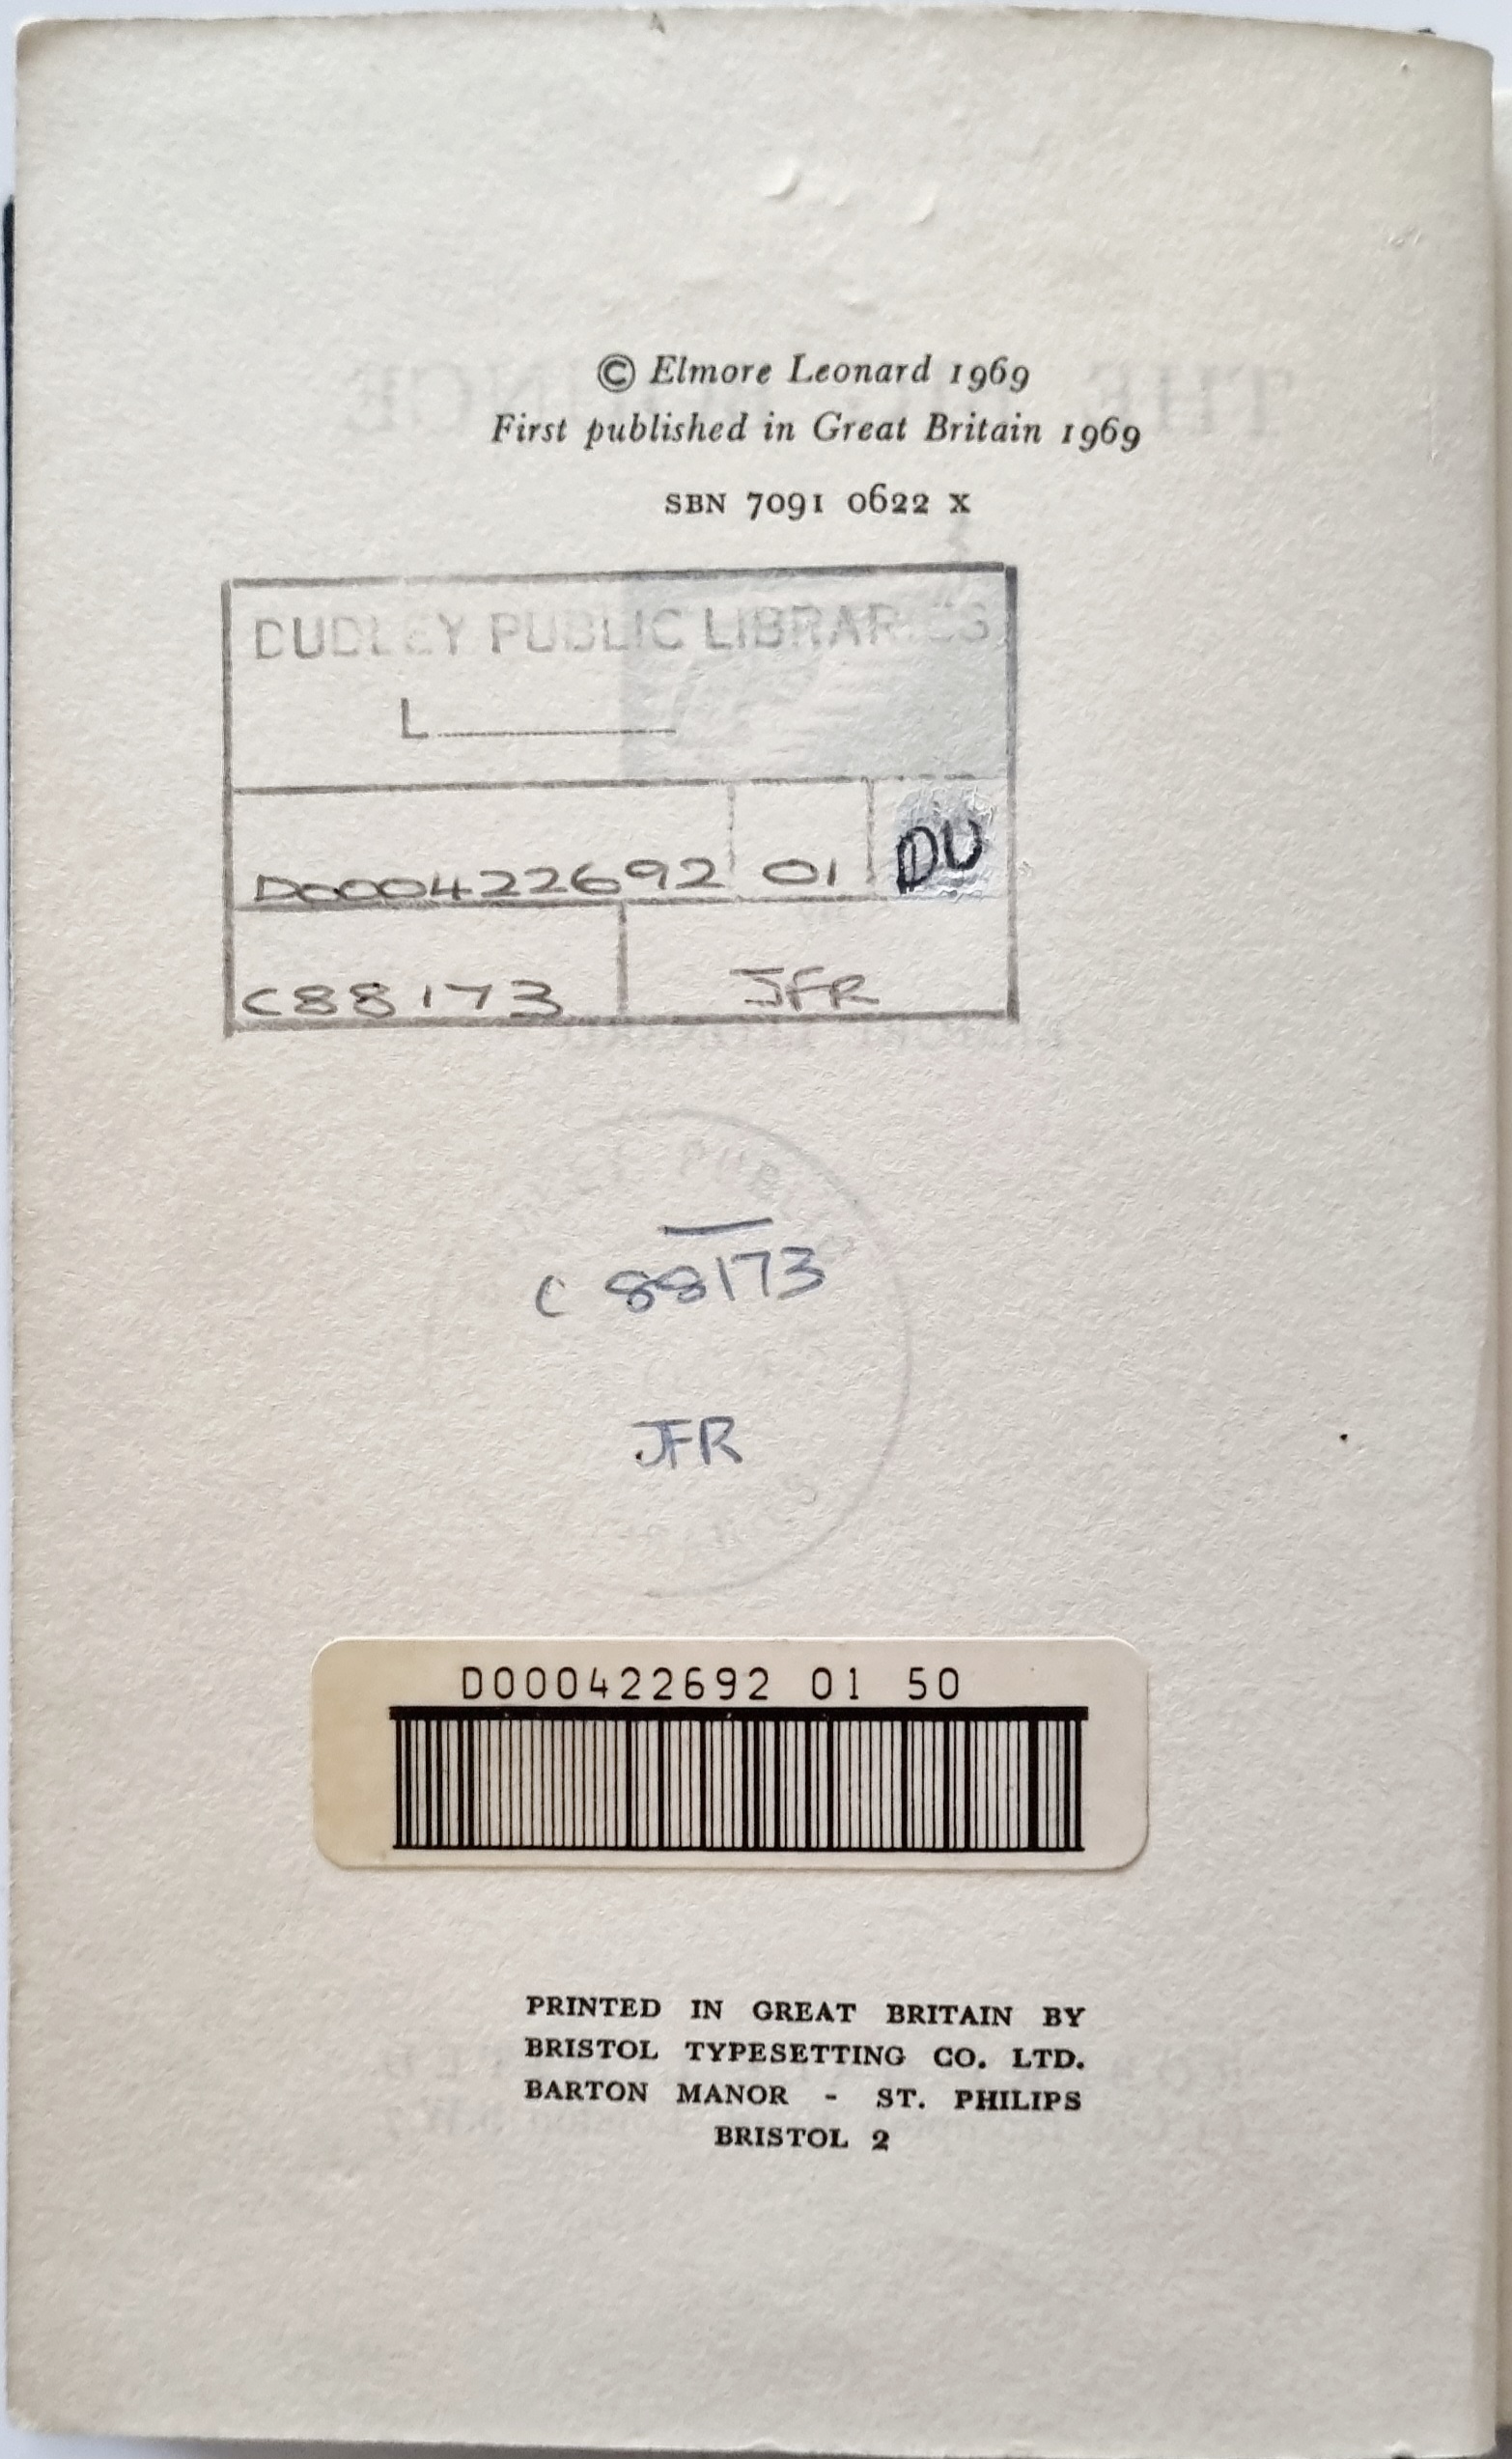 © Elmore Leonard 1969
First published in Great Britain 1969
SBN 7091 0622 X
DUDLEY PUBLIC LIBRARIES
L
D000422692 01 DU
C88173 JFR
C 88173
JFR
D000422692 01 50
PRINTED IN GREAT BRITAIN BY
BRISTOL TYPESETTING CO. LTD.
BARTON MANOR - ST. PHILIPS
BRISTOL 2